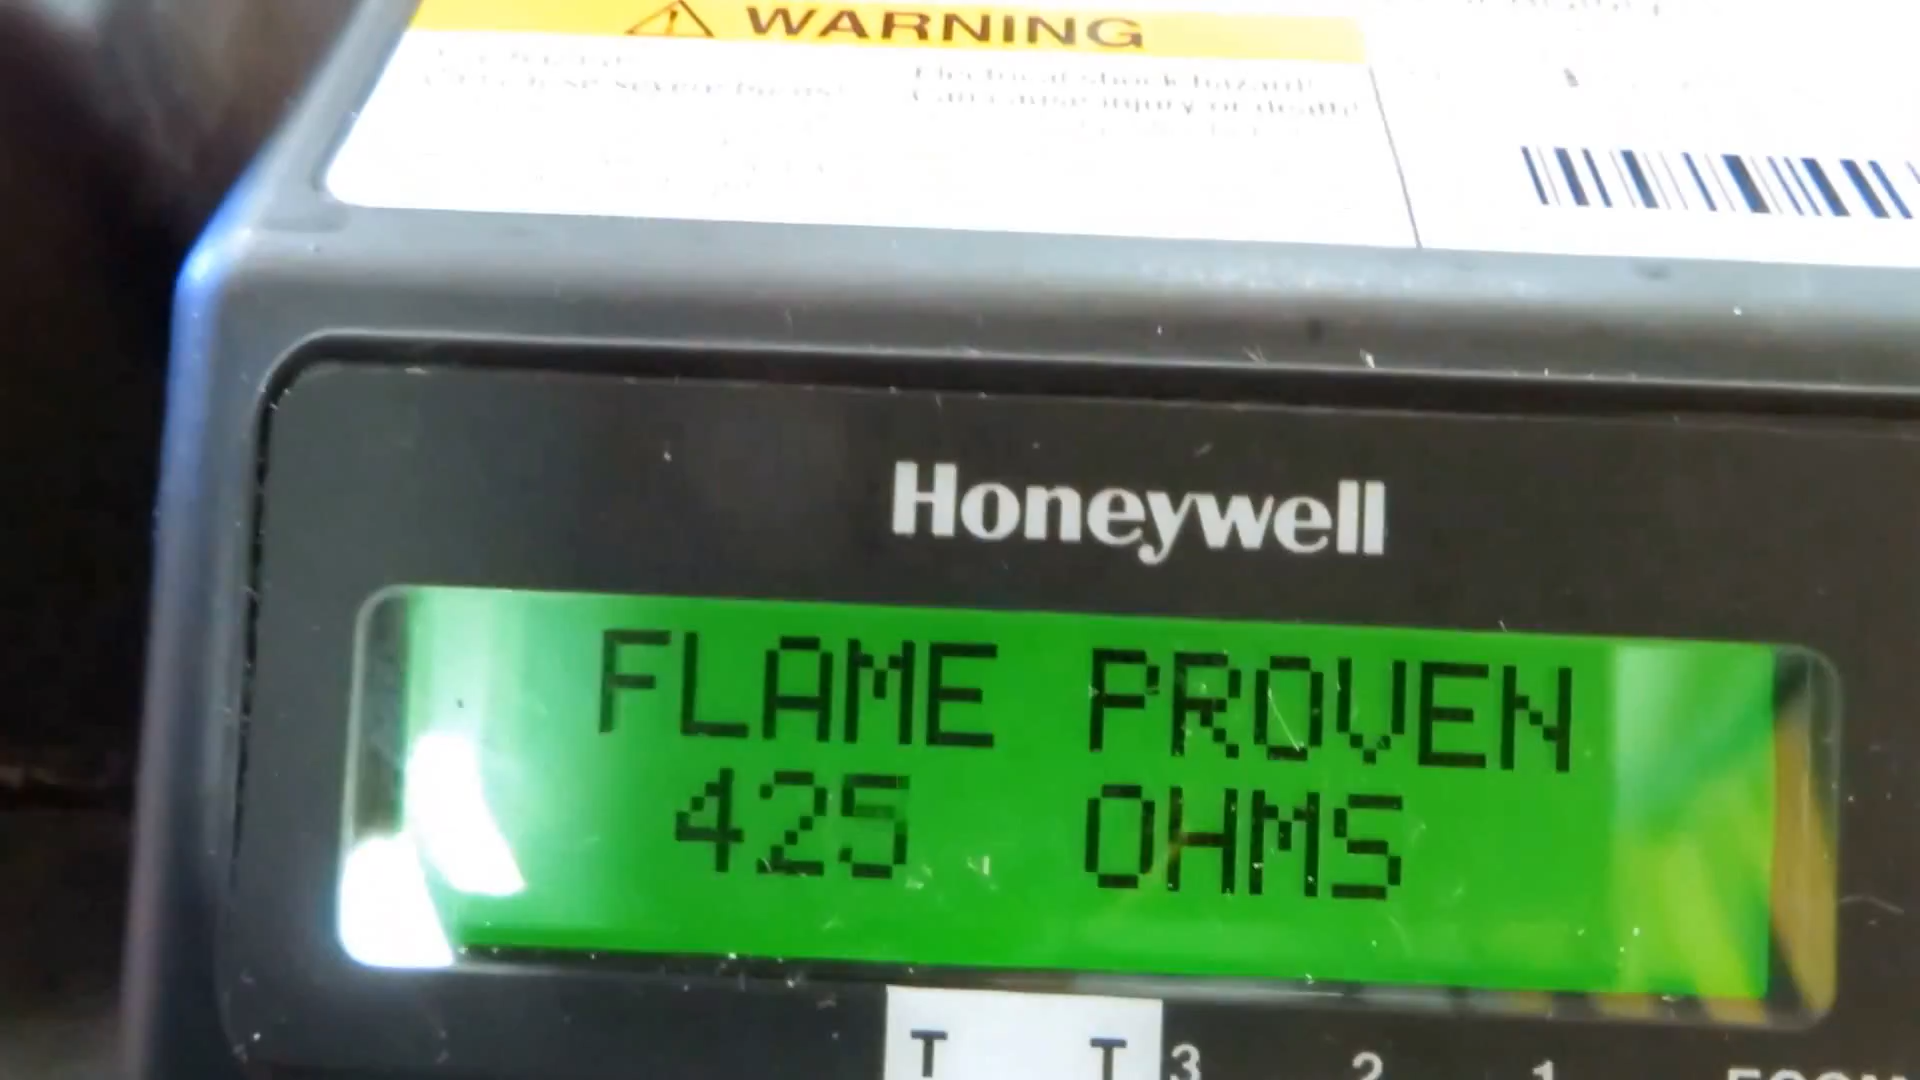 WARNING
Electrical shock hazard!
Can cause injury or death!
Honeywell
FLAME PROVEN
425 OHMS
T T 3 2 1